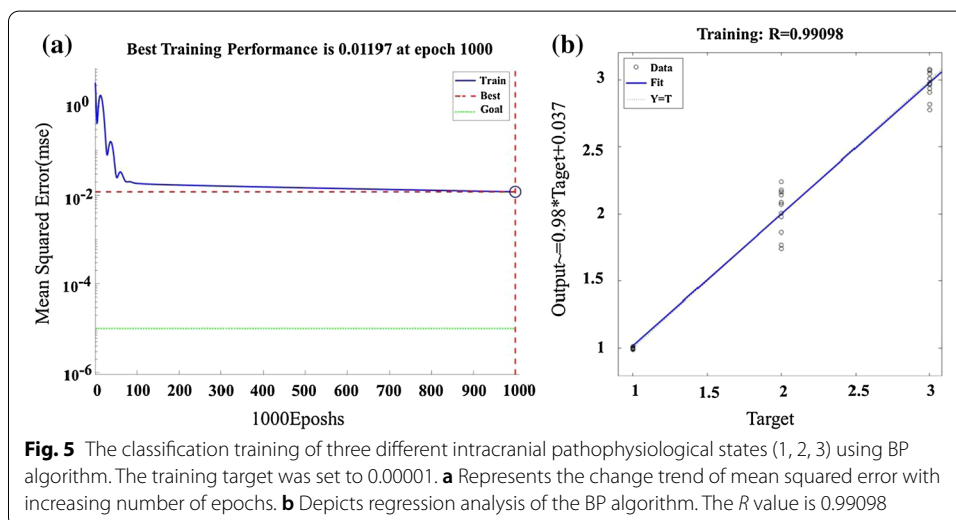 (a)
Best Training Performance is 0.01197 at epoch 1000
Train
Best
Goal
Mean Squared Error(mse)
10^0
10^-2
10^-4
10^-6
0 100 200 300 400 500 600 700 800 900 1000
1000Eposhs
(b)
Training: R=0.99098
Data
Fit
Y=T
Output~=0.98*Taget+0.037
3
2.5
2
1.5
1
1 1.5 2 2.5 3
Target
Fig. 5 The classification training of three different intracranial pathophysiological states (1, 2, 3) using BP
algorithm. The training target was set to 0.00001. a Represents the change trend of mean squared error with
increasing number of epochs. b Depicts regression analysis of the BP algorithm. The R value is 0.99098